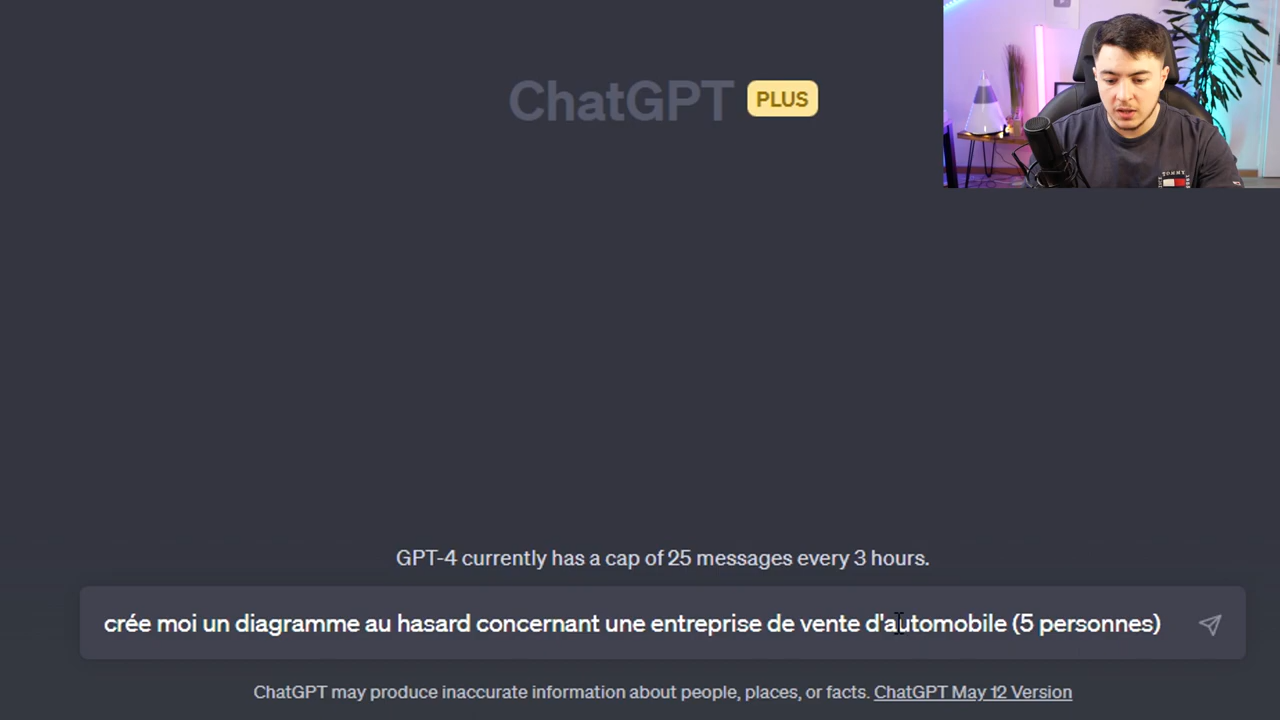 ChatGPT PLUS
TOMMY
GPT-4 currently has a cap of 25 messages every 3 hours.
crée moi un diagramme au hasard concernant une entreprise de vente d'automobile (5 personnes)
ChatGPT may produce inaccurate information about people, places, or facts. ChatGPT May 12 Version